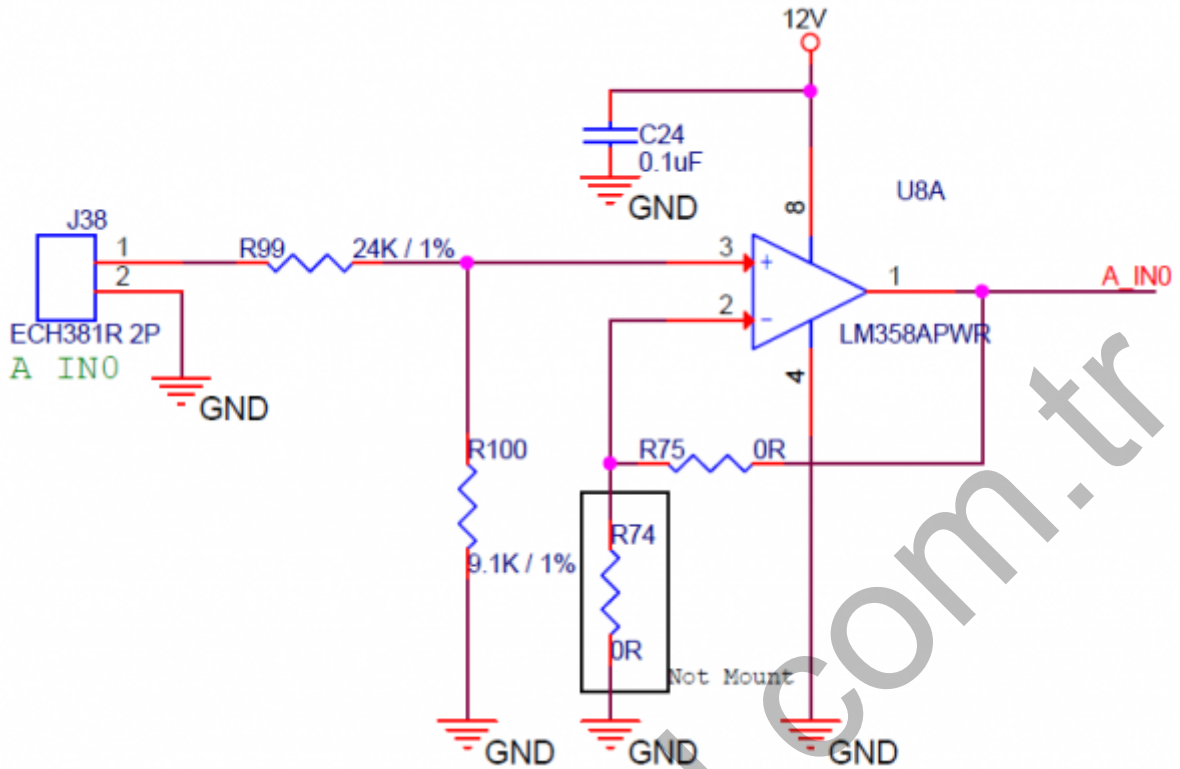 12V
C24
0.1uF
GND
8
U8A
J38
1
2
R99
24K / 1%
3
+
2
-
1
A_IN0
ECH381R 2P
A IN0
GND
LM358APWR
4
R100
9.1K / 1%
R75
0R
R74
0R
Not Mount
GND
GND
GND
com.tr